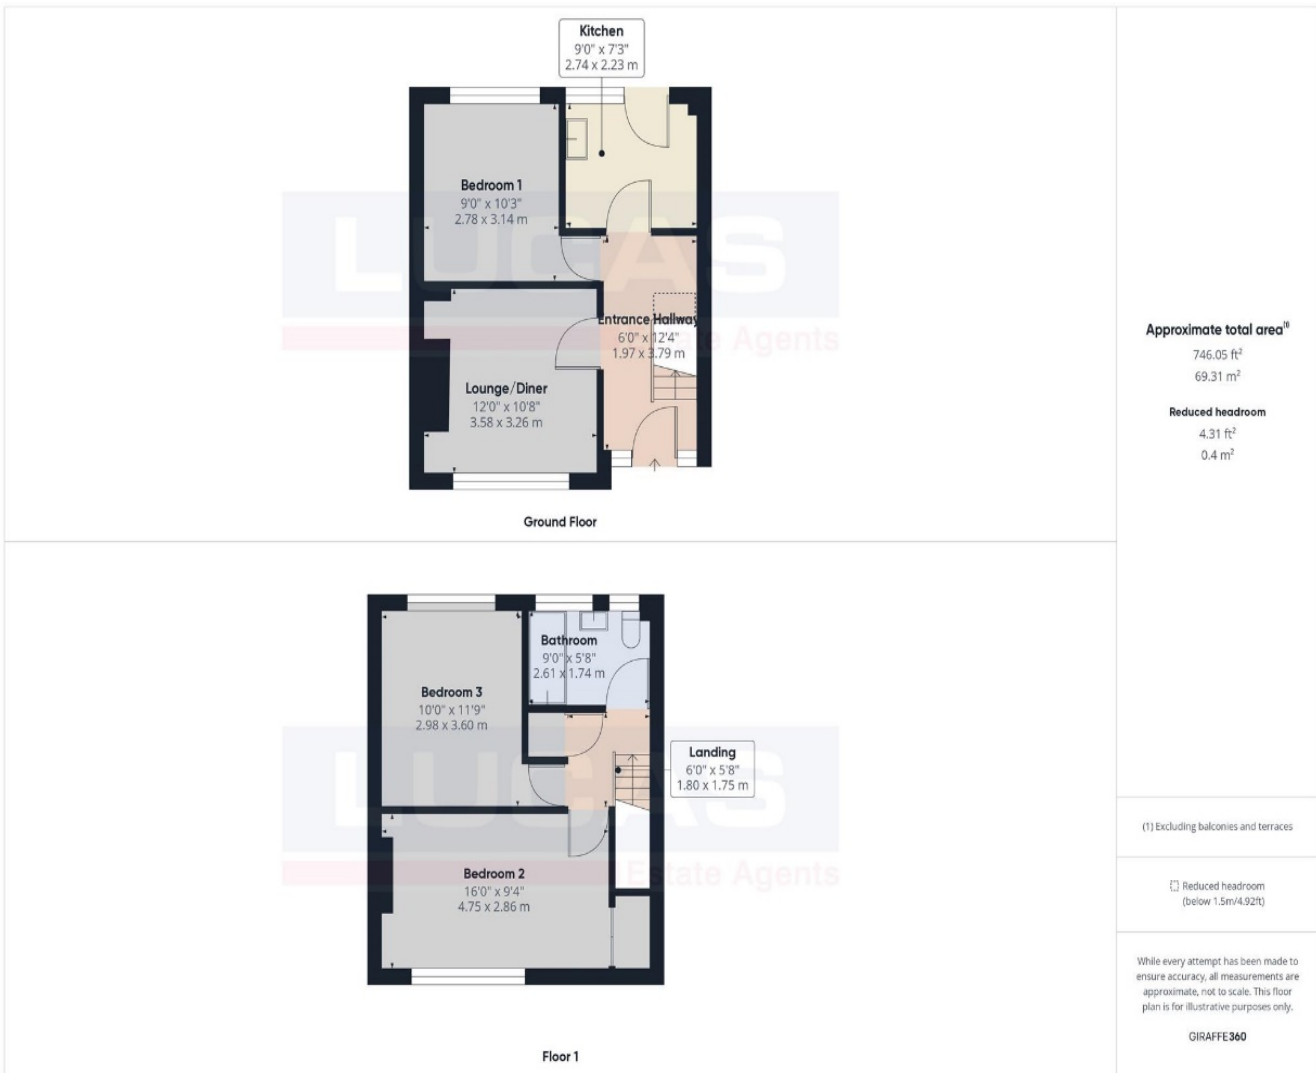 Kitchen
9'0" x 7'3"
2.74 x 2.23 m
Bedroom 1
9'0" x 10'3"
2.78 x 3.14 m
LUCAS
Estate Agents
Entrance Hallway
6'0" x 12'4"
1.97 x 3.79 m
Lounge/Diner
12'0" x 10'8"
3.58 x 3.26 m
Ground Floor
Bathroom
9'0" x 5'8"
2.61 x 1.74 m
Bedroom 3
10'0" x 11'9"
2.98 x 3.60 m
Landing
6'0" x 5'8"
1.80 x 1.75 m
LUCAS
Estate Agents
Bedroom 2
16'0" x 9'4"
4.75 x 2.86 m
Floor 1
Approximate total area(1)
746.05 ft²
69.31 m²
Reduced headroom
4.31 ft²
0.4 m²
(1) Excluding balconies and terraces
Reduced headroom
(below 1.5m/4.92ft)
While every attempt has been made to
ensure accuracy, all measurements are
approximate, not to scale. This floor
plan is for illustrative purposes only.
GIRAFFE360